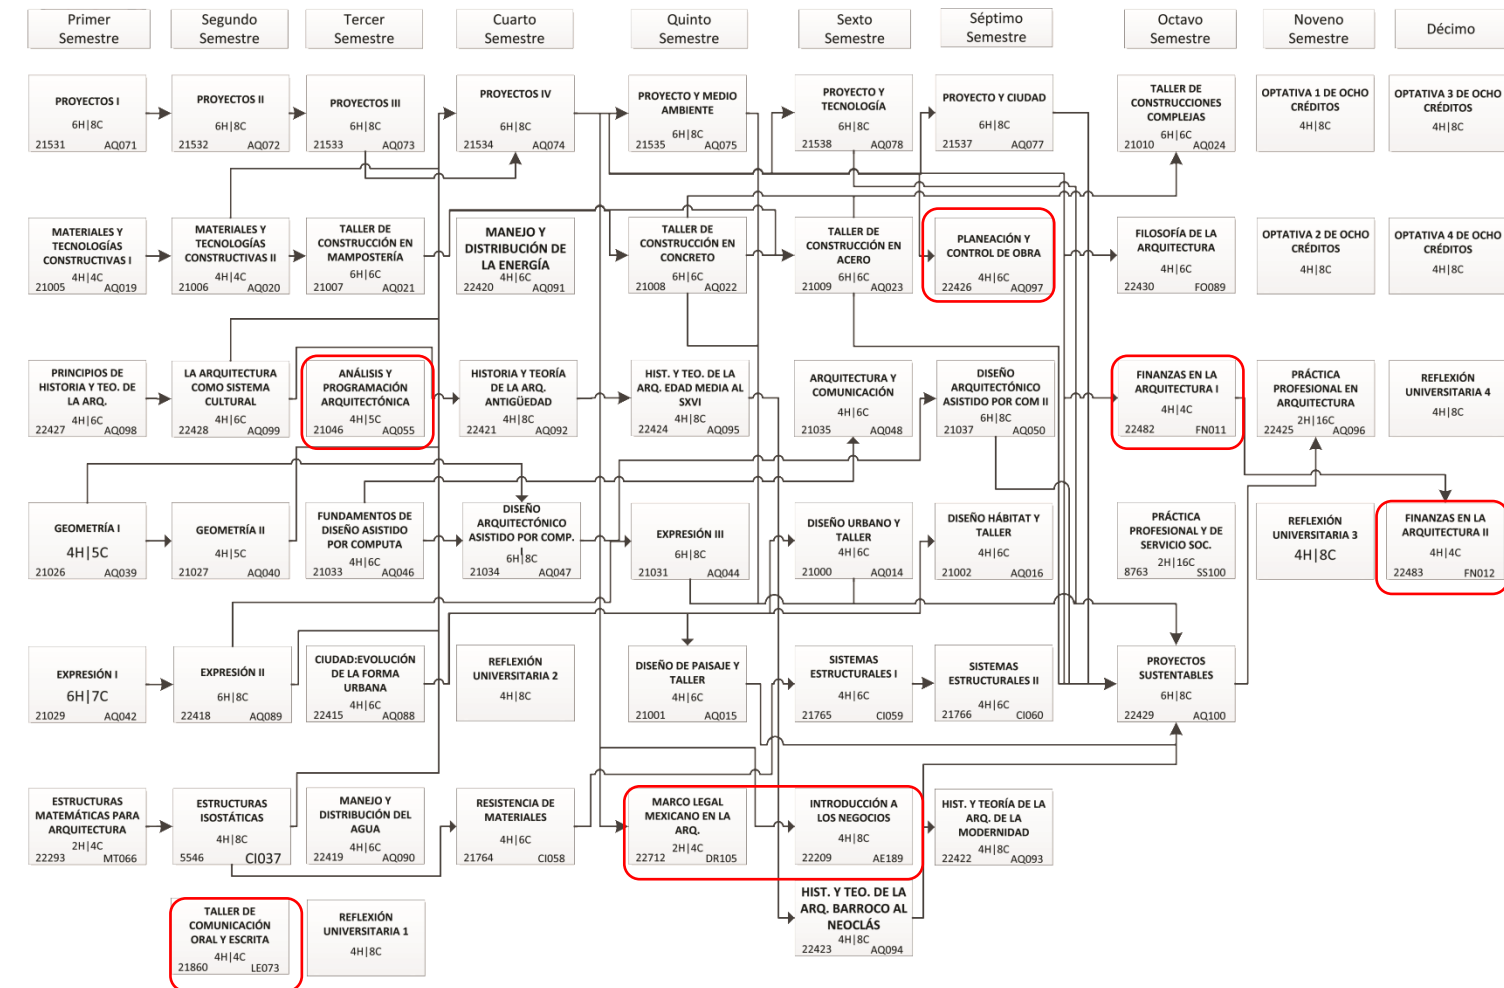 Primer
Semestre
Segundo
Semestre
Tercer
Semestre
Cuarto
Semestre
Quinto
Semestre
Sexto
Semestre
Séptimo
Semestre
Octavo
Semestre
Noveno
Semestre
Décimo
PROYECTOS I
6H|8C
21531 AQ071
PROYECTOS II
6H|8C
21532 AQ072
PROYECTOS III
6H|8C
21533 AQ073
PROYECTOS IV
6H|8C
21534 AQ074
PROYECTO Y MEDIO
AMBIENTE
6H|8C
21535 AQ075
PROYECTO Y
TECNOLOGÍA
6H|8C
21538 AQ078
PROYECTO Y CIUDAD
6H|8C
21537 AQ077
TALLER DE
CONSTRUCCIONES
COMPLEJAS
6H|6C
21010 AQ024
OPTATIVA 1 DE OCHO
CRÉDITOS
4H|8C
OPTATIVA 3 DE OCHO
CRÉDITOS
4H|8C
MATERIALES Y
TECNOLOGÍAS
CONSTRUCTIVAS I
4H|4C
21005 AQ019
MATERIALES Y
TECNOLOGÍAS
CONSTRUCTIVAS II
4H|4C
21006 AQ020
TALLER DE
CONSTRUCCIÓN EN
MAMPOSTERÍA
6H|6C
21007 AQ021
MANEJO Y
DISTRIBUCIÓN DE
LA ENERGÍA
4H|6C
22420 AQ091
TALLER DE
CONSTRUCCIÓN EN
CONCRETO
6H|6C
21008 AQ022
TALLER DE
CONSTRUCCIÓN EN
ACERO
6H|6C
21009 AQ023
PLANEACIÓN Y
CONTROL DE OBRA
4H|6C
22426 AQ097
FILOSOFÍA DE LA
ARQUITECTURA
4H|6C
22430 FO089
OPTATIVA 2 DE OCHO
CRÉDITOS
4H|8C
OPTATIVA 4 DE OCHO
CRÉDITOS
4H|8C
PRINCIPIOS DE
HISTORIA Y TEO. DE
LA ARQ.
4H|6C
22427 AQ098
LA ARQUITECTURA
COMO SISTEMA
CULTURAL
4H|6C
22428 AQ099
ANÁLISIS Y
PROGRAMACIÓN
ARQUITECTÓNICA
4H|5C
21046 AQ055
HISTORIA Y TEORÍA
DE LA ARQ.
ANTIGÜEDAD
4H|8C
22421 AQ092
HIST. Y TEO. DE LA
ARQ. EDAD MEDIA AL
SXVI
4H|8C
22424 AQ095
ARQUITECTURA Y
COMUNICACIÓN
4H|6C
21035 AQ048
DISEÑO
ARQUITECTÓNICO
ASISTIDO POR COM II
6H|8C
21037 AQ050
FINANZAS EN LA
ARQUITECTURA I
4H|4C
22482 FN011
PRÁCTICA
PROFESIONAL EN
ARQUITECTURA
2H|16C
22425 AQ096
REFLEXIÓN
UNIVERSITARIA 4
4H|8C
GEOMETRÍA I
4H|5C
21026 AQ039
GEOMETRÍA II
4H|5C
21027 AQ040
FUNDAMENTOS DE
DISEÑO ASISTIDO
POR COMPUTA
4H|6C
21033 AQ046
DISEÑO
ARQUITECTÓNICO
ASISTIDO POR COMP.
I
6H|8C
21034 AQ047
EXPRESIÓN III
6H|8C
21031 AQ044
DISEÑO URBANO Y
TALLER
4H|6C
21000 AQ014
DISEÑO HÁBITAT Y
TALLER
4H|6C
21002 AQ016
PRÁCTICA
PROFESIONAL Y DE
SERVICIO SOC.
2H|16C
8763 SS100
REFLEXIÓN
UNIVERSITARIA 3
4H|8C
FINANZAS EN LA
ARQUITECTURA II
4H|4C
22483 FN012
EXPRESIÓN I
6H|7C
21029 AQ042
EXPRESIÓN II
6H|8C
22418 AQ089
CIUDAD:EVOLUCIÓN
DE LA FORMA
URBANA
4H|6C
22415 AQ088
REFLEXIÓN
UNIVERSITARIA 2
4H|8C
DISEÑO DE PAISAJE Y
TALLER
4H|6C
21001 AQ015
SISTEMAS
ESTRUCTURALES I
4H|6C
21765 CI059
SISTEMAS
ESTRUCTURALES II
4H|6C
21766 CI060
PROYECTOS
SUSTENTABLES
6H|8C
22429 AQ100
ESTRUCTURAS
MATEMÁTICAS PARA
ARQUITECTURA
2H|4C
22293 MT066
ESTRUCTURAS
ISOSTÁTICAS
4H|8C
5546 CI037
MANEJO Y
DISTRIBUCIÓN DEL
AGUA
4H|6C
22419 AQ090
RESISTENCIA DE
MATERIALES
4H|6C
21764 CI058
MARCO LEGAL
MEXICANO EN LA
ARQ.
2H|4C
22712 DR105
INTRODUCCIÓN A
LOS NEGOCIOS
4H|8C
22209 AE189
HIST. Y TEORÍA DE LA
ARQ. DE LA
MODERNIDAD
4H|8C
22422 AQ093
TALLER DE
COMUNICACIÓN
ORAL Y ESCRITA
4H|4C
21860 LE073
REFLEXIÓN
UNIVERSITARIA 1
4H|8C
HIST. Y TEO. DE LA
ARQ. BARROCO AL
NEOCLÁS
4H|8C
22423 AQ094